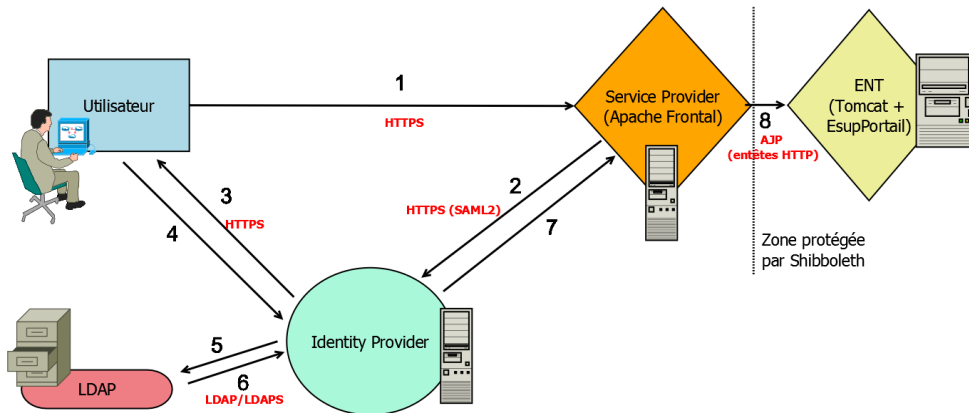 1
Utilisateur
HTTPS
Service Provider
(Apache Frontal)
8
AJP
(entêtes HTTP)
ENT
(Tomcat +
EsupPortail)
2
HTTPS (SAML2)
3
HTTPS
4
7
Zone protégée
par Shibboleth
Identity Provider
5
6
LDAP/LDAPS
LDAP